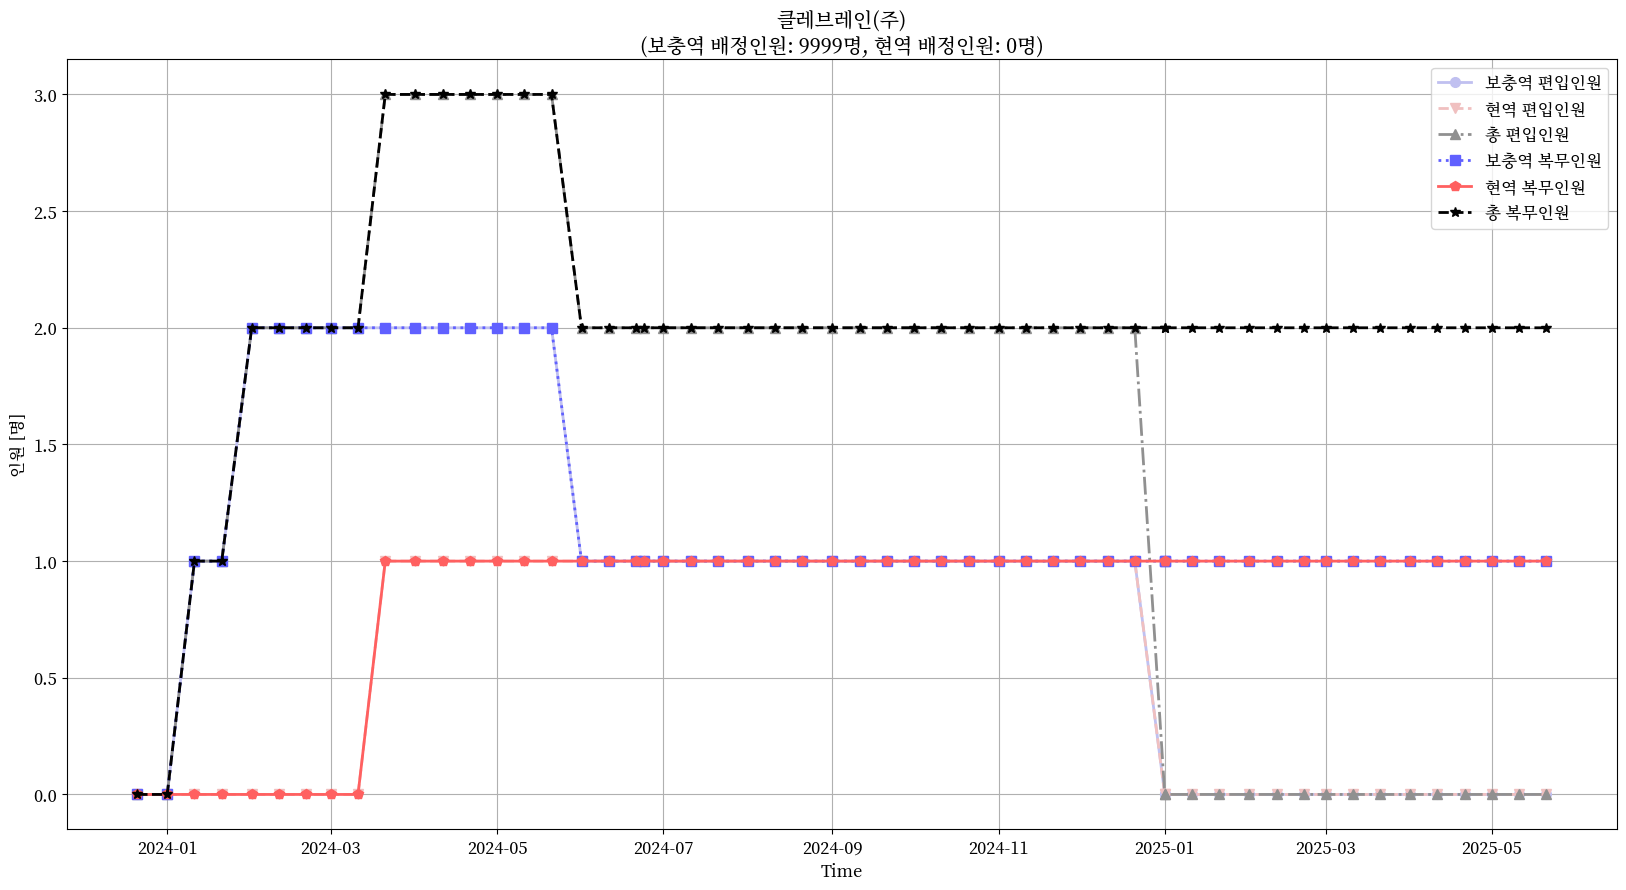 클레브레인(주)
(보충역 배정인원: 9999명, 현역 배정인원: 0명)
보충역 편입인원
현역 편입인원
총 편입인원
보충역 복무인원
현역 복무인원
총 복무인원
인원 [명]
3.0
2.5
2.0
1.5
1.0
0.5
0.0
2024-01
2024-03
2024-05
2024-07
2024-09
2024-11
2025-01
2025-03
2025-05
Time